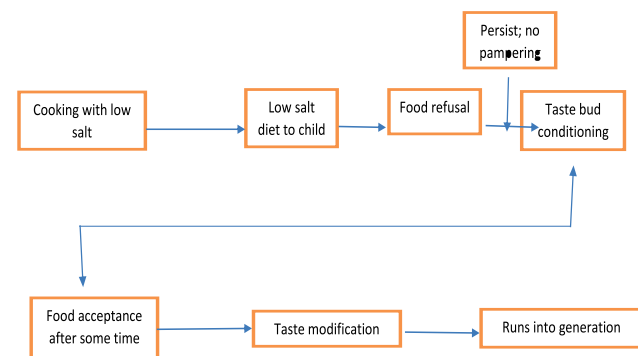 Persist; no
pampering
Cooking with low
salt
Low salt
diet to child
Food refusal
Taste bud
conditioning
Food acceptance
after some time
Taste modification
Runs into generation